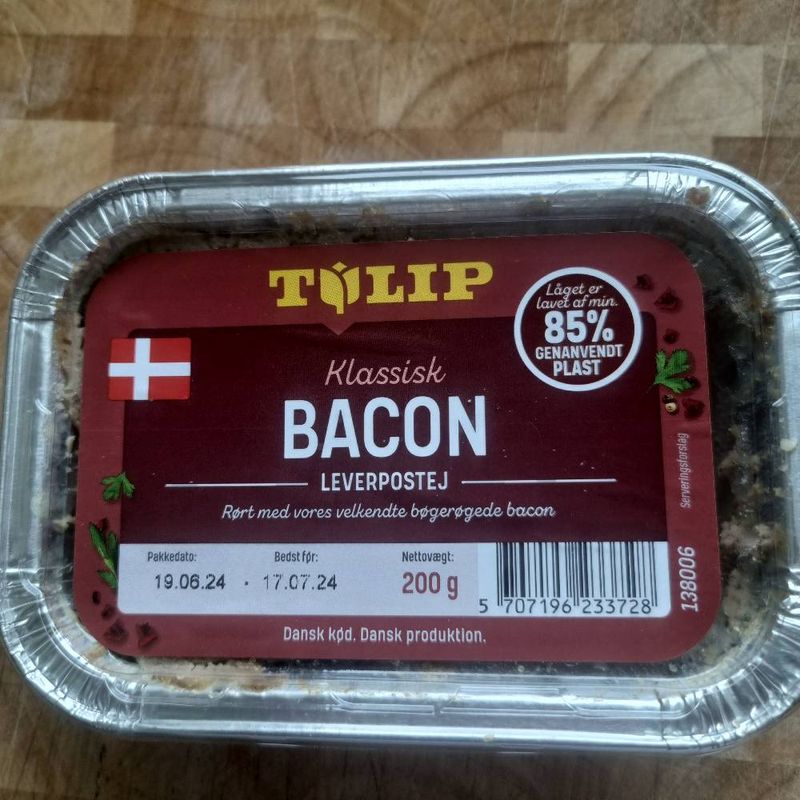 TULIP
Låget er
lavet af min.
85%
GENANVENDT
PLAST
Klassisk
BACON
LEVERPOSTEJ
Rørt med vores velkendte bøgerøgede bacon
Serveringsforslag
Pakkedato: Bedst før: Nettovægt:
19.06.24 · 17.07.24 200 g
5 707196 233728
138006
Dansk kød. Dansk produktion.